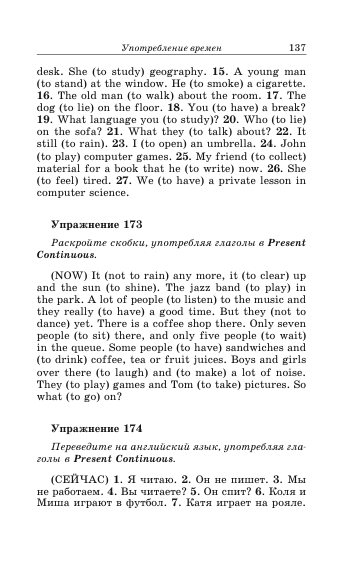 Употребление времен 137
desk. She (to study) geography. 15. A young man
(to stand) at the window. He (to smoke) a cigarette.
16. The old man (to walk) about the room. 17. The
dog (to lie) on the floor. 18. You (to have) a break?
19. What language you (to study)? 20. Who (to lie)
on the sofa? 21. What they (to talk) about? 22. It
still (to rain). 23. I (to open) an umbrella. 24. John
(to play) computer games. 25. My friend (to collect)
material for a book that he (to write) now. 26. She
(to feel) tired. 27. We (to have) a private lesson in
computer science.
Упражнение 173
Раскройте скобки, употребляя глаголы в Present
Continuous.
(NOW) It (not to rain) any more, it (to clear) up
and the sun (to shine). The jazz band (to play) in
the park. A lot of people (to listen) to the music and
they really (to have) a good time. But they (not to
dance) yet. There is a coffee shop there. Only seven
people (to sit) there, and only five people (to wait)
in the queue. Some people (to have) sandwiches and
(to drink) coffee, tea or fruit juices. Boys and girls
over there (to laugh) and (to make) a lot of noise.
They (to play) games and Tom (to take) pictures. So
what (to go) on?
Упражнение 174
Переведите на английский язык, употребляя гла-
голы в Present Continuous.
(СЕЙЧАС) 1. Я читаю. 2. Он не пишет. 3. Мы
не работаем. 4. Вы читаете? 5. Он спит? 6. Коля и
Миша играют в футбол. 7. Катя играет на рояле.